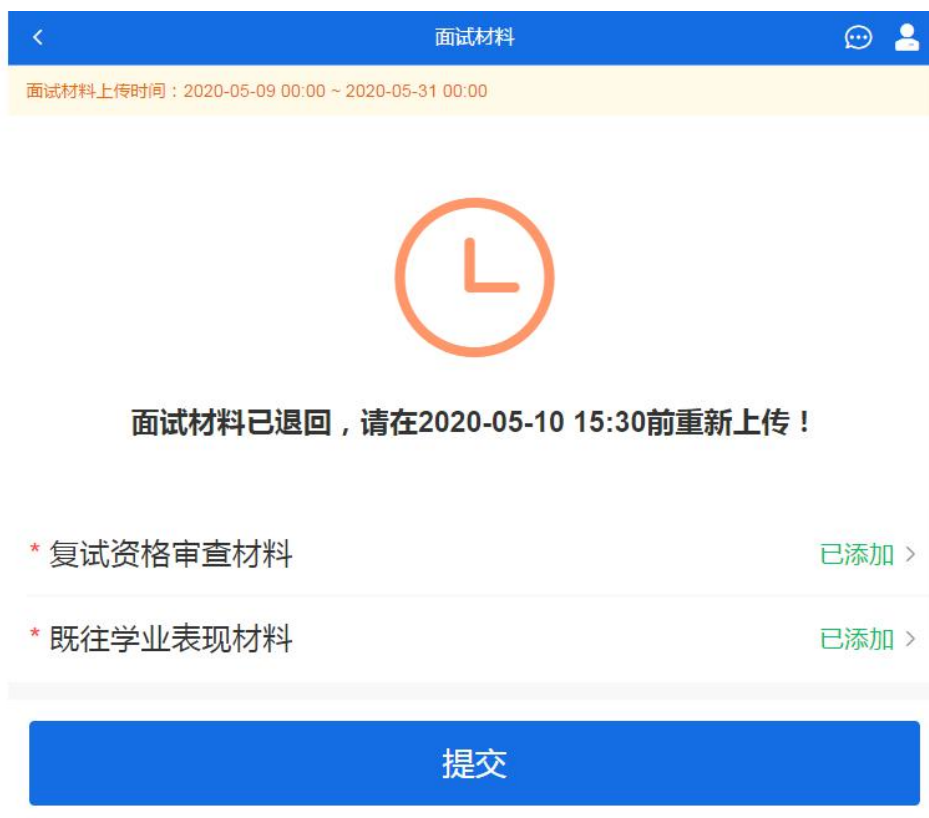 面试材料
面试材料上传时间：2020-05-09 00:00 ~ 2020-05-31 00:00
面试材料已退回，请在2020-05-10 15:30前重新上传！
* 复试资格审查材料 已添加 >
* 既往学业表现材料 已添加 >
提交